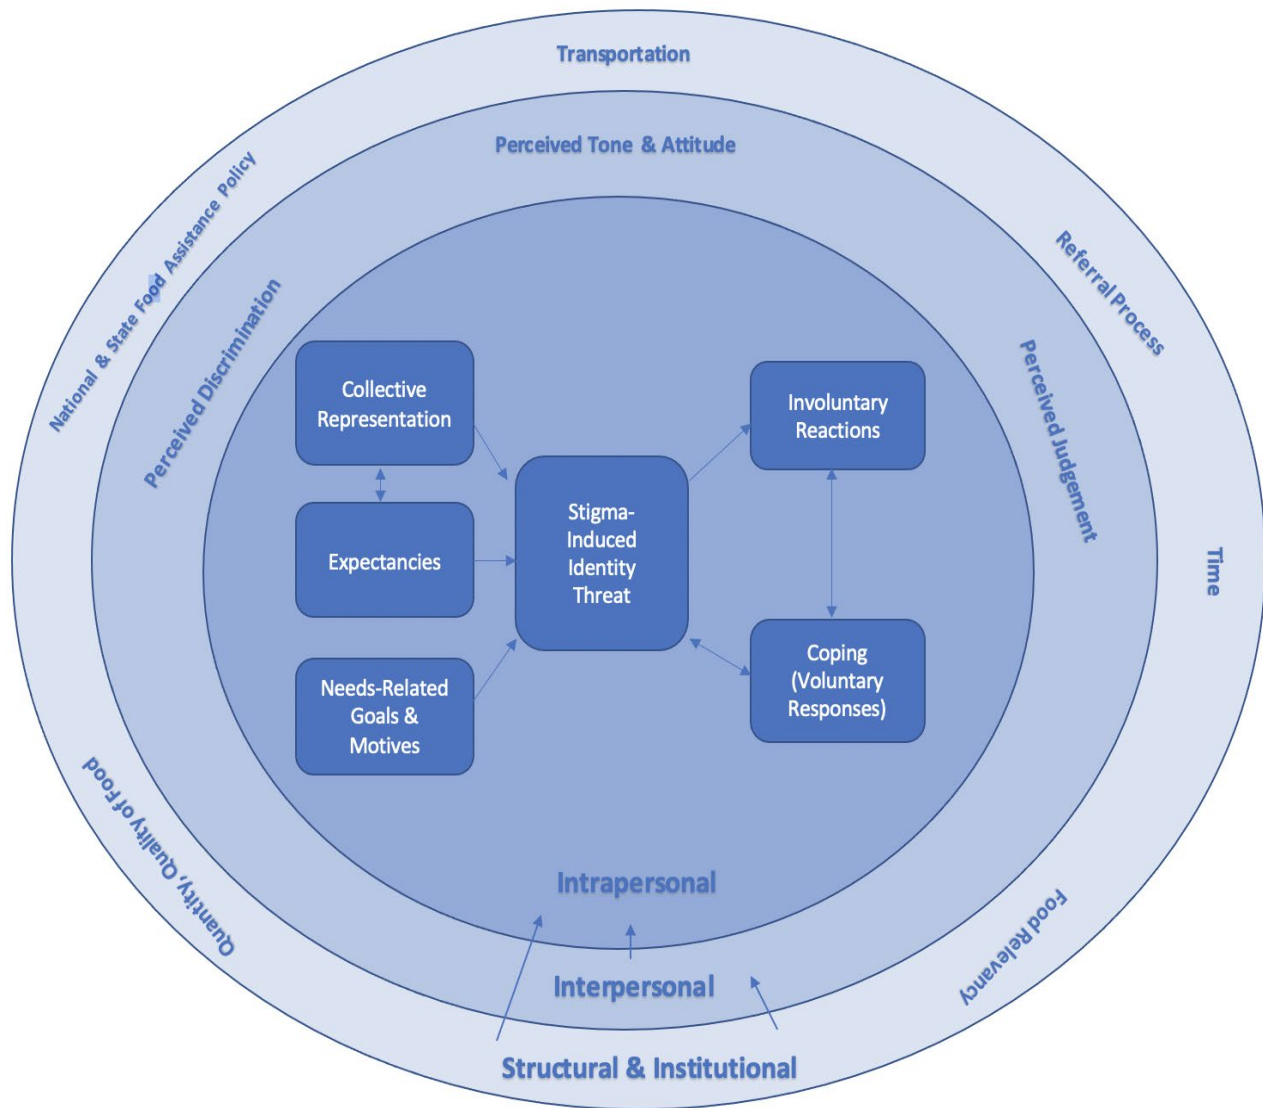 Transportation
Perceived Tone & Attitude
National & State Food Assistance Policy
Perceived Discrimination
Referral Process
Perceived Judgement
Time
Collective
Representation
Expectancies
Needs-Related
Goals &
Motives
Stigma-
Induced
Identity
Threat
Involuntary
Reactions
Coping
(Voluntary
Responses)
Quantity, Quality of Food
Food Relevancy
Intrapersonal
Interpersonal
Structural & Institutional